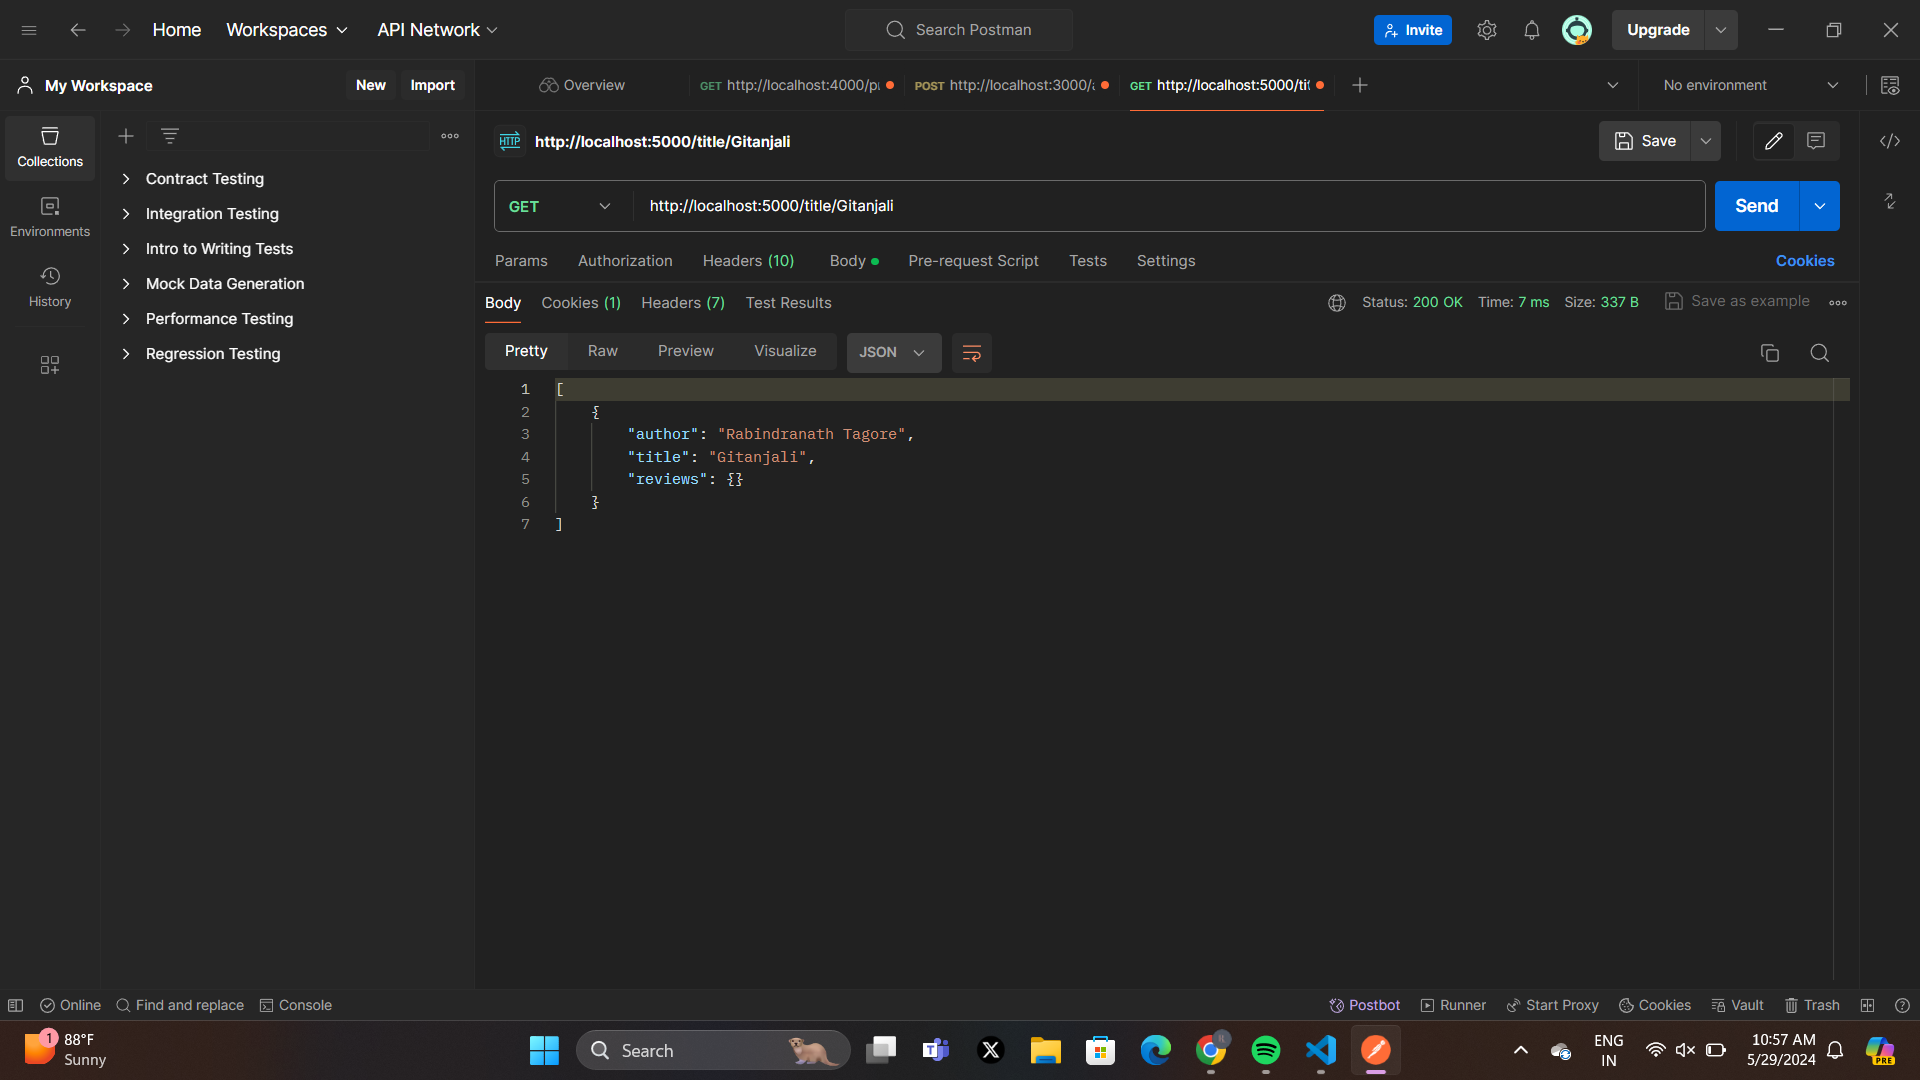 Home Workspaces API Network Search Postman Invite Upgrade
My Workspace New Import Overview GET http://localhost:4000/p POST http://localhost:3000/ GET http://localhost:5000/ti No environment
Collections
Environments
History
Contract Testing
Integration Testing
Intro to Writing Tests
Mock Data Generation
Performance Testing
Regression Testing
HTTP http://localhost:5000/title/Gitanjali Save
GET http://localhost:5000/title/Gitanjali Send
Params Authorization Headers (10) Body Pre-request Script Tests Settings Cookies
Body Cookies (1) Headers (7) Test Results Status: 200 OK Time: 7 ms Size: 337 B Save as example
Pretty Raw Preview Visualize JSON
1 [
2 {
3 "author": "Rabindranath Tagore",
4 "title": "Gitanjali",
5 "reviews": {}
6 }
7 ]
Online Find and replace Console Postbot Runner Start Proxy Cookies Vault Trash
1 88°F
Sunny
Search
ENG
IN
10:57 AM
5/29/2024
PRE